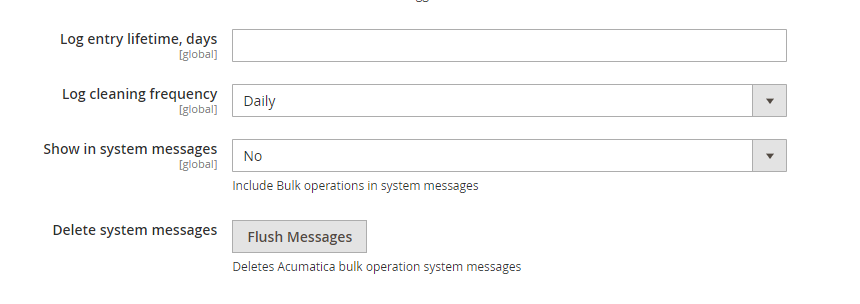 Log entry lifetime, days
[global]
Log cleaning frequency
[global]
Daily
Show in system messages
[global]
No
Include Bulk operations in system messages
Delete system messages
Flush Messages
Deletes Acumatica bulk operation system messages